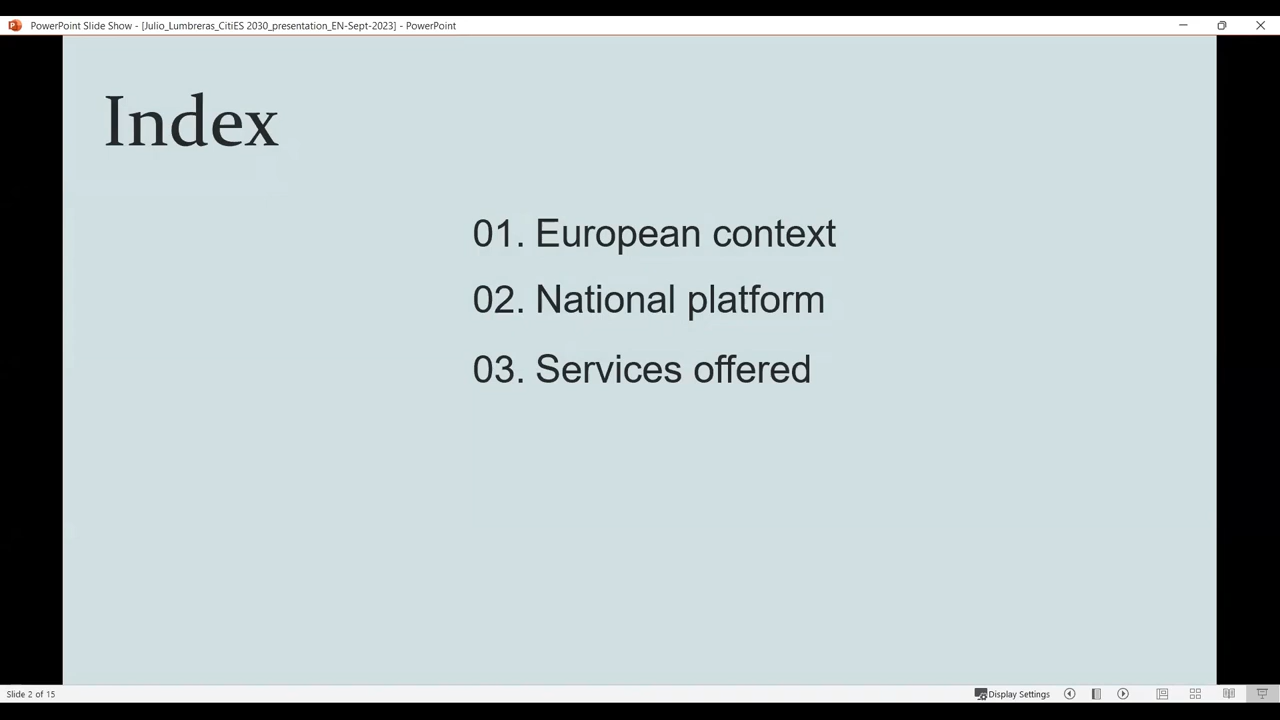 PowerPoint Slide Show - [Julio_Lumbreras_CitiES 2030_presentation_EN-Sept-2023] - PowerPoint
Index
01. European context
02. National platform
03. Services offered
Slide 2 of 15
Display Settings